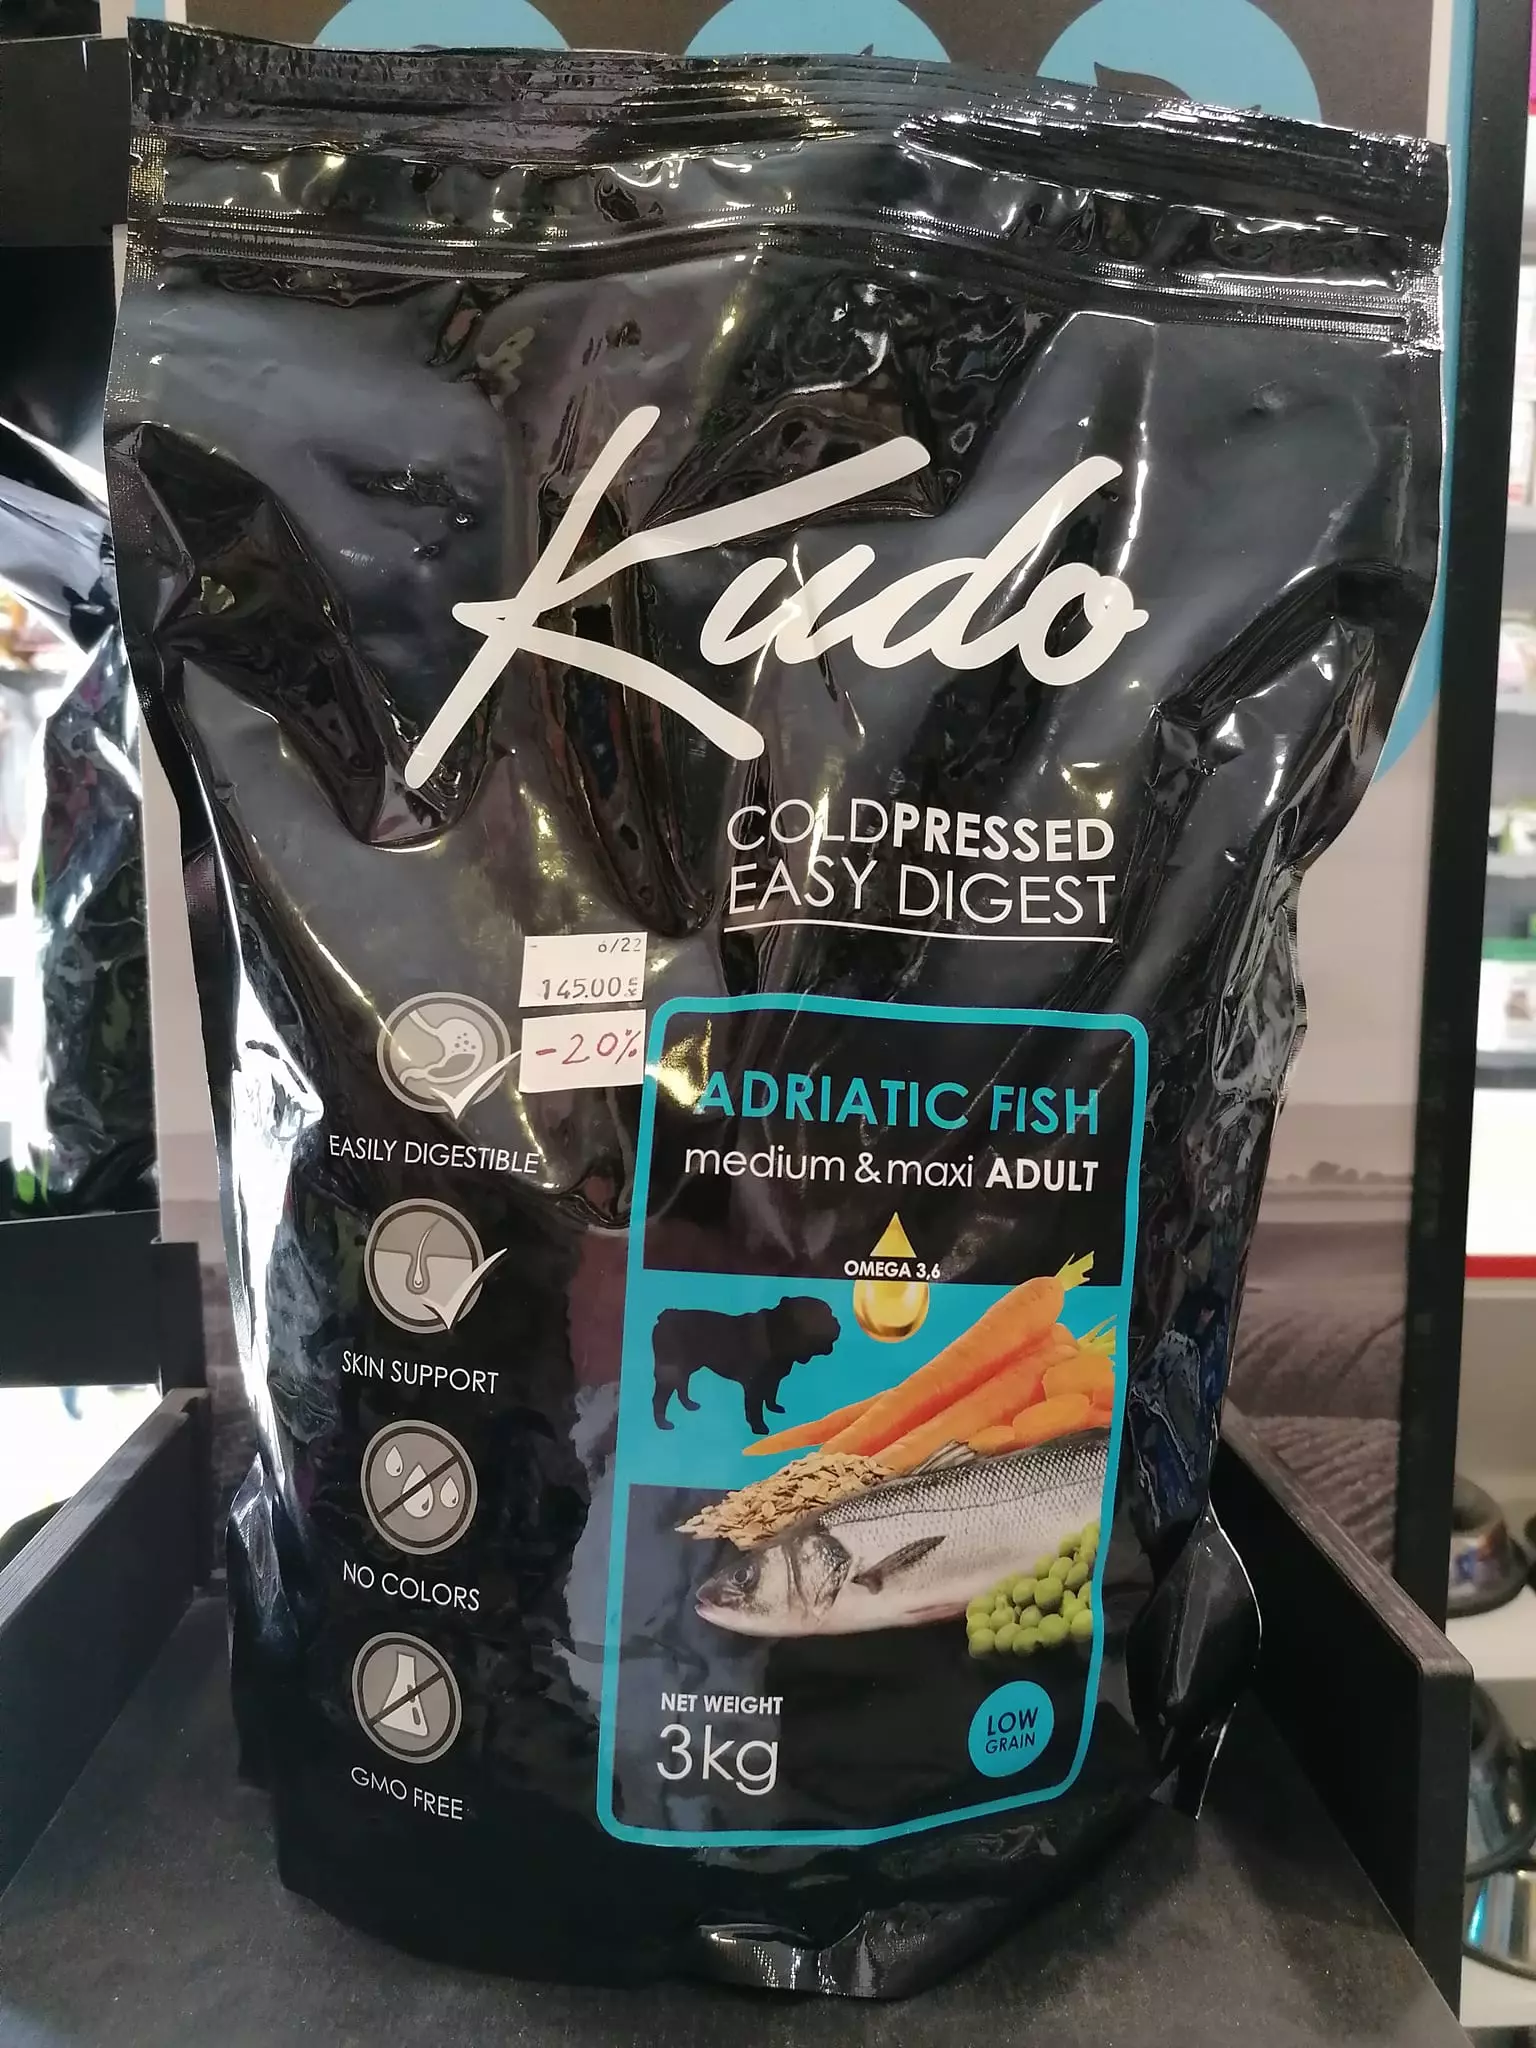 Kudo
COLDPRESSED
EASY DIGEST
- 6/22
145.00
-20%
EASILY DIGESTIBLE
SKIN SUPPORT
NO COLORS
GMO FREE
ADRIATIC FISH
medium & maxi ADULT
OMEGA 3,6
NET WEIGHT
3kg
LOW
GRAIN